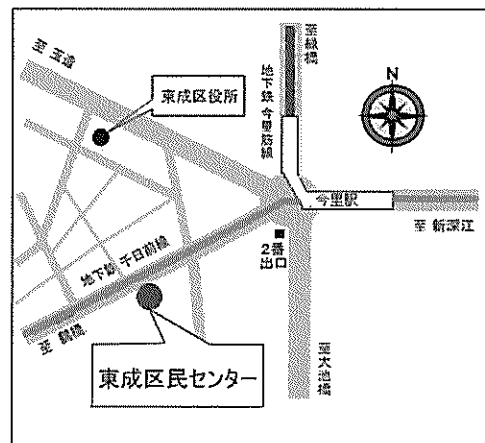 至 玉造
東成区役所
至緑橋
地下鉄 今里筋線
N
今里駅
至 新深江
2番
出口
地下鉄 千日前線
至 鶴橋
東成区民センター
至大池橋